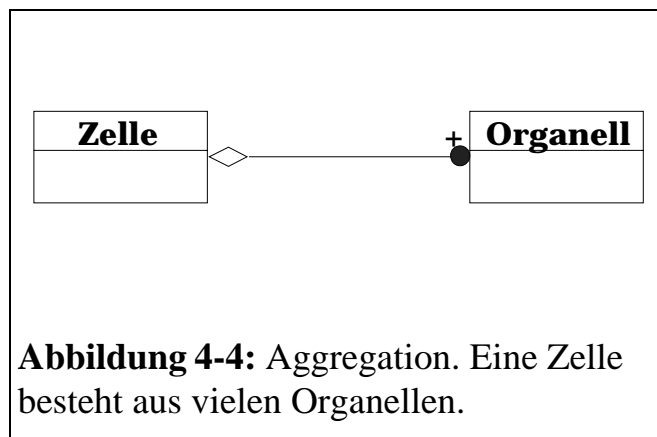 Zelle
+ Organell
Abbildung 4-4: Aggregation. Eine Zelle
besteht aus vielen Organellen.